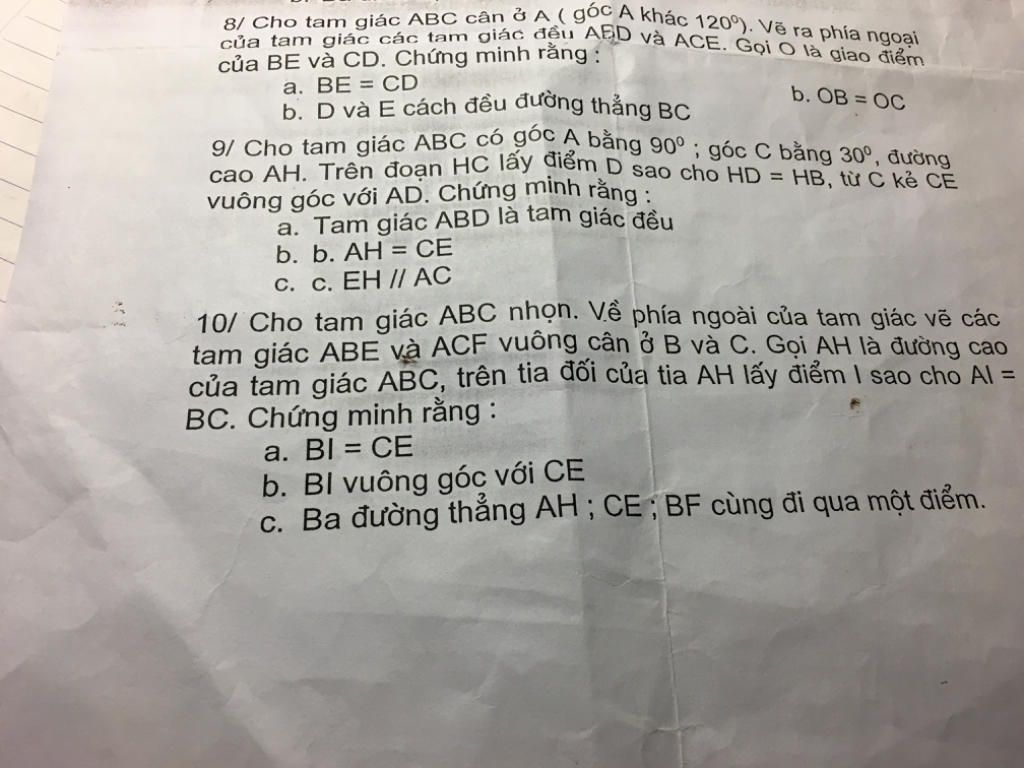 8/ Cho tam giác ABC cân ở A ( góc A khác 120⁰). Vẽ ra phía ngoại
của tam giác các tam giác đều ABD và ACE. Gọi O là giao điểm
của BE và CD. Chứng minh rằng :
a. BE = CD
b. OB = OC
b. D và E cách đều đường thẳng BC
9/ Cho tam giác ABC có góc A bằng 90⁰ ; góc C bằng 30⁰, đường
cao AH. Trên đoạn HC lấy điểm D sao cho HD = HB, từ C kẻ CE
vuông góc với AD. Chứng minh rằng :
a. Tam giác ABD là tam giác đều
b. b. AH = CE
c. c. EH // AC
10/ Cho tam giác ABC nhọn. Về phía ngoài của tam giác vẽ các
tam giác ABE và ACF vuông cân ở B và C. Gọi AH là đường cao
của tam giác ABC, trên tia đối của tia AH lấy điểm I sao cho AI =
BC. Chứng minh rằng :
a. BI = CE
b. BI vuông góc với CE
c. Ba đường thẳng AH ; CE ; BF cùng đi qua một điểm.